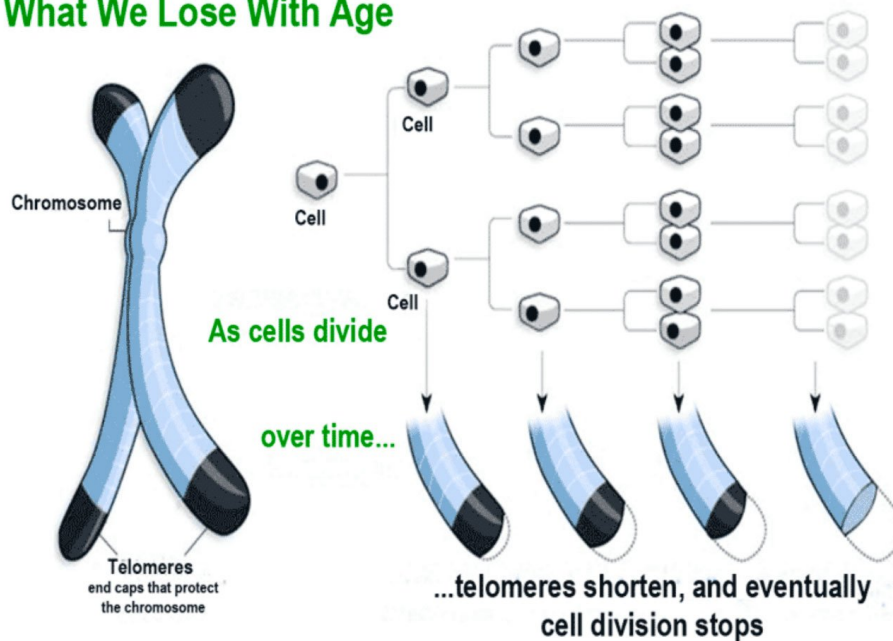 What We Lose With Age
Cell
Chromosome
Cell
Cell
As cells divide
over time...
Telomeres
end caps that protect
the chromosome
...telomeres shorten, and eventually
cell division stops